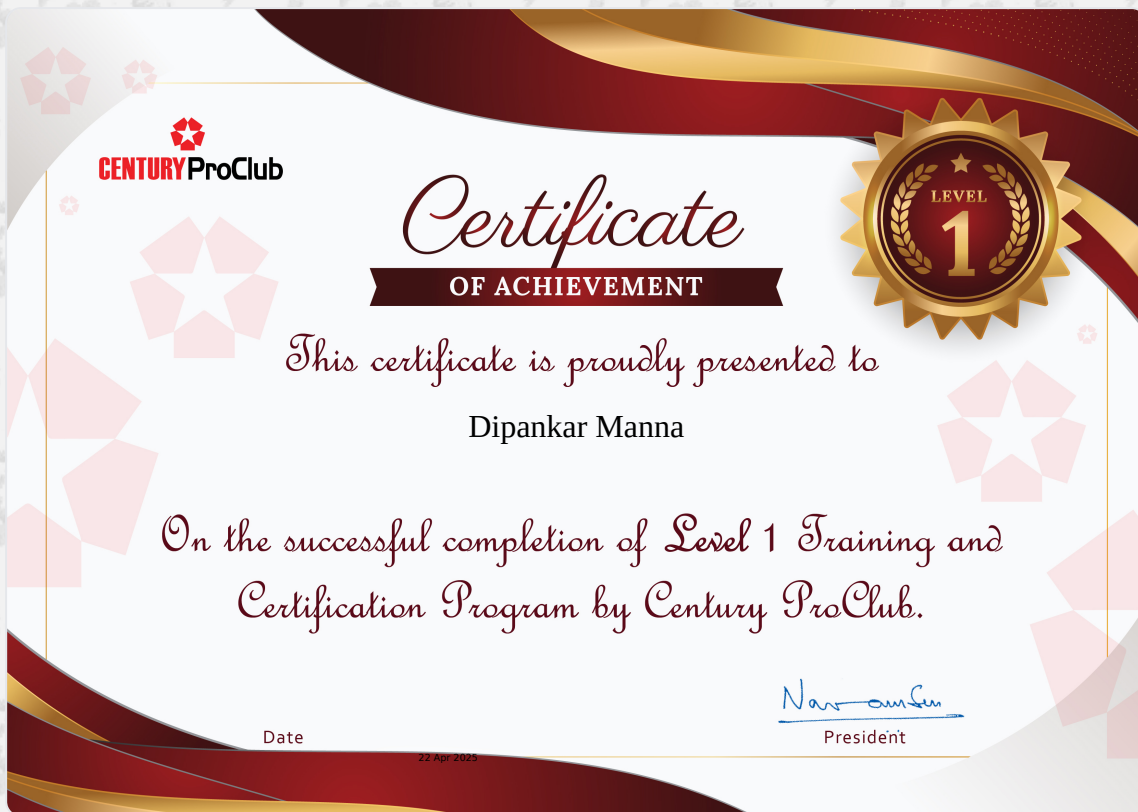 CENTURY ProClub
Certificate
OF ACHIEVEMENT
LEVEL
1
This certificate is proudly presented to
Dipankar Manna
On the successful completion of Level 1 Training and
Certification Program by Century ProClub.
Date
President
22 Apr 2025